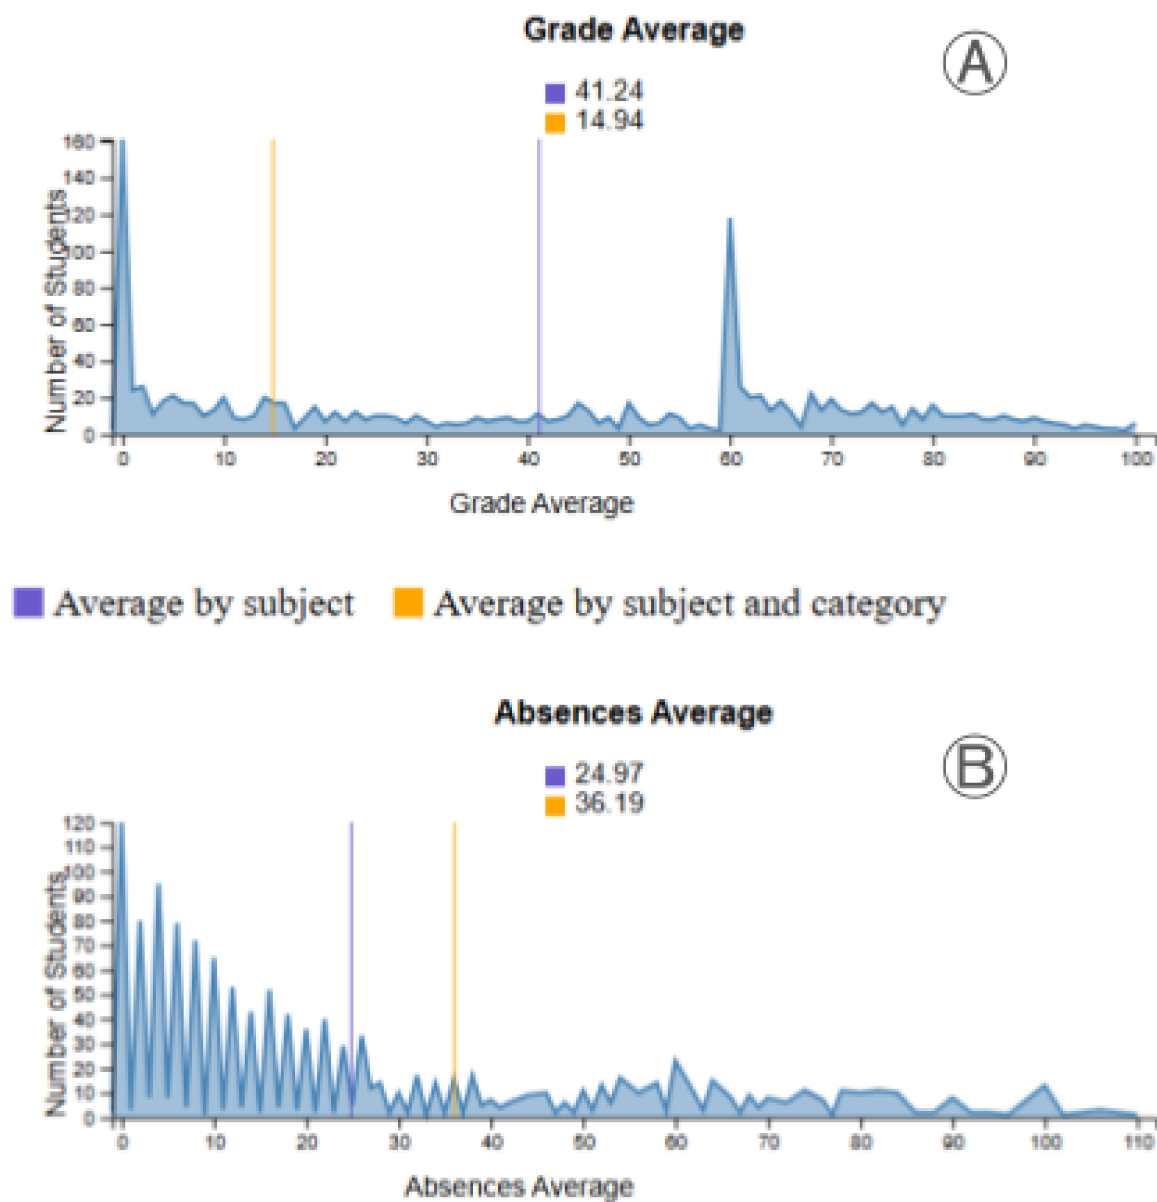 Grade Average
A
41.24
14.94
160
140
120
100
80
60
40
20
0
Number of Students
0 10 20 30 40 50 60 70 80 90 100
Grade Average
Average by subject Average by subject and category
Absences Average
B
24.97
36.19
120
110
100
90
80
70
60
50
40
30
20
10
0
Number of Students
0 10 20 30 40 50 60 70 80 90 100 110
Absences Average